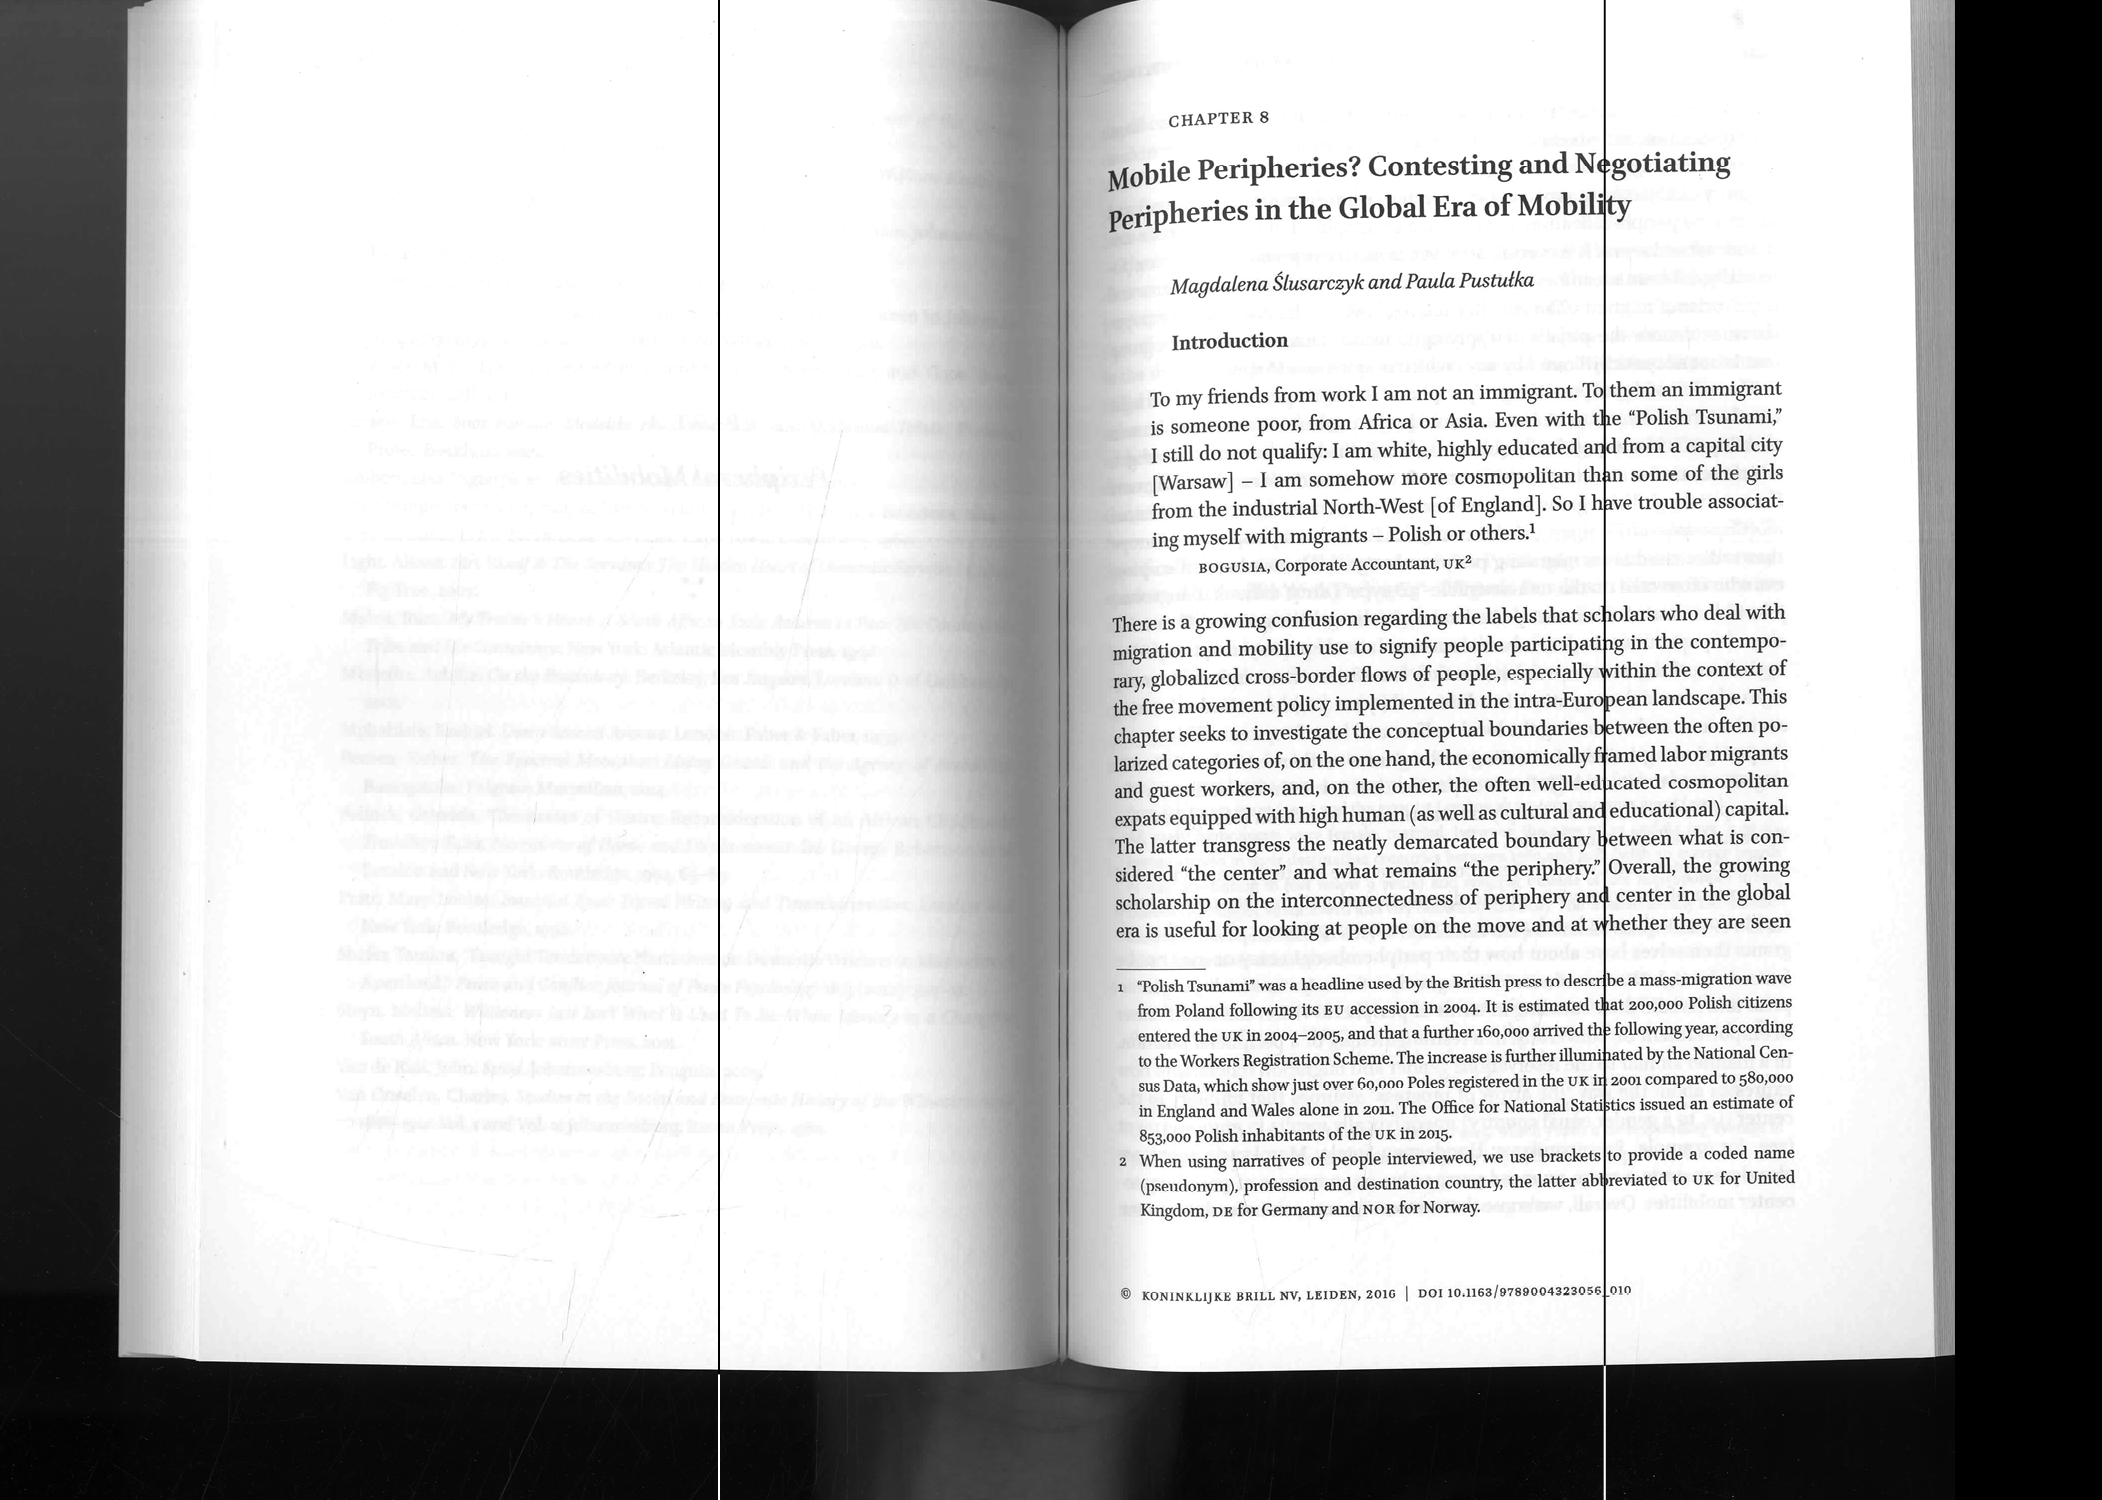 CHAPTER 8
Mobile Peripheries? Contesting and Negotiating
Peripheries in the Global Era of Mobility
Magdalena Ślusarczyk and Paula Pustułka
Introduction
To my friends from work I am not an immigrant. To them an immigrant
is someone poor, from Africa or Asia. Even with the “Polish Tsunami,”
I still do not qualify: I am white, highly educated and from a capital city
[Warsaw] – I am somehow more cosmopolitan than some of the girls
from the industrial North-West [of England]. So I have trouble associat-
ing myself with migrants – Polish or others.¹
BOGUSIA, Corporate Accountant, UK²
There is a growing confusion regarding the labels that scholars who deal with
migration and mobility use to signify people participating in the contempo-
rary, globalized cross-border flows of people, especially within the context of
the free movement policy implemented in the intra-European landscape. This
chapter seeks to investigate the conceptual boundaries between the often po-
larized categories of, on the one hand, the economically framed labor migrants
and guest workers, and, on the other, the often well-educated cosmopolitan
expats equipped with high human (as well as cultural and educational) capital.
The latter transgress the neatly demarcated boundary between what is con-
sidered “the center” and what remains “the periphery.” Overall, the growing
scholarship on the interconnectedness of periphery and center in the global
era is useful for looking at people on the move and at whether they are seen
1 “Polish Tsunami” was a headline used by the British press to describe a mass-migration wave
from Poland following its EU accession in 2004. It is estimated that 200,000 Polish citizens
entered the UK in 2004–2005, and that a further 160,000 arrived the following year, according
to the Workers Registration Scheme. The increase is further illuminated by the National Cen-
sus Data, which show just over 60,000 Poles registered in the UK in 2001 compared to 580,000
in England and Wales alone in 2011. The Office for National Statistics issued an estimate of
853,000 Polish inhabitants of the UK in 2015.
2 When using narratives of people interviewed, we use brackets to provide a coded name
(pseudonym), profession and destination country, the latter abbreviated to UK for United
Kingdom, DE for Germany and NOR for Norway.
© KONINKLIJKE BRILL NV, LEIDEN, 2016 | DOI 10.1163/9789004323056_010